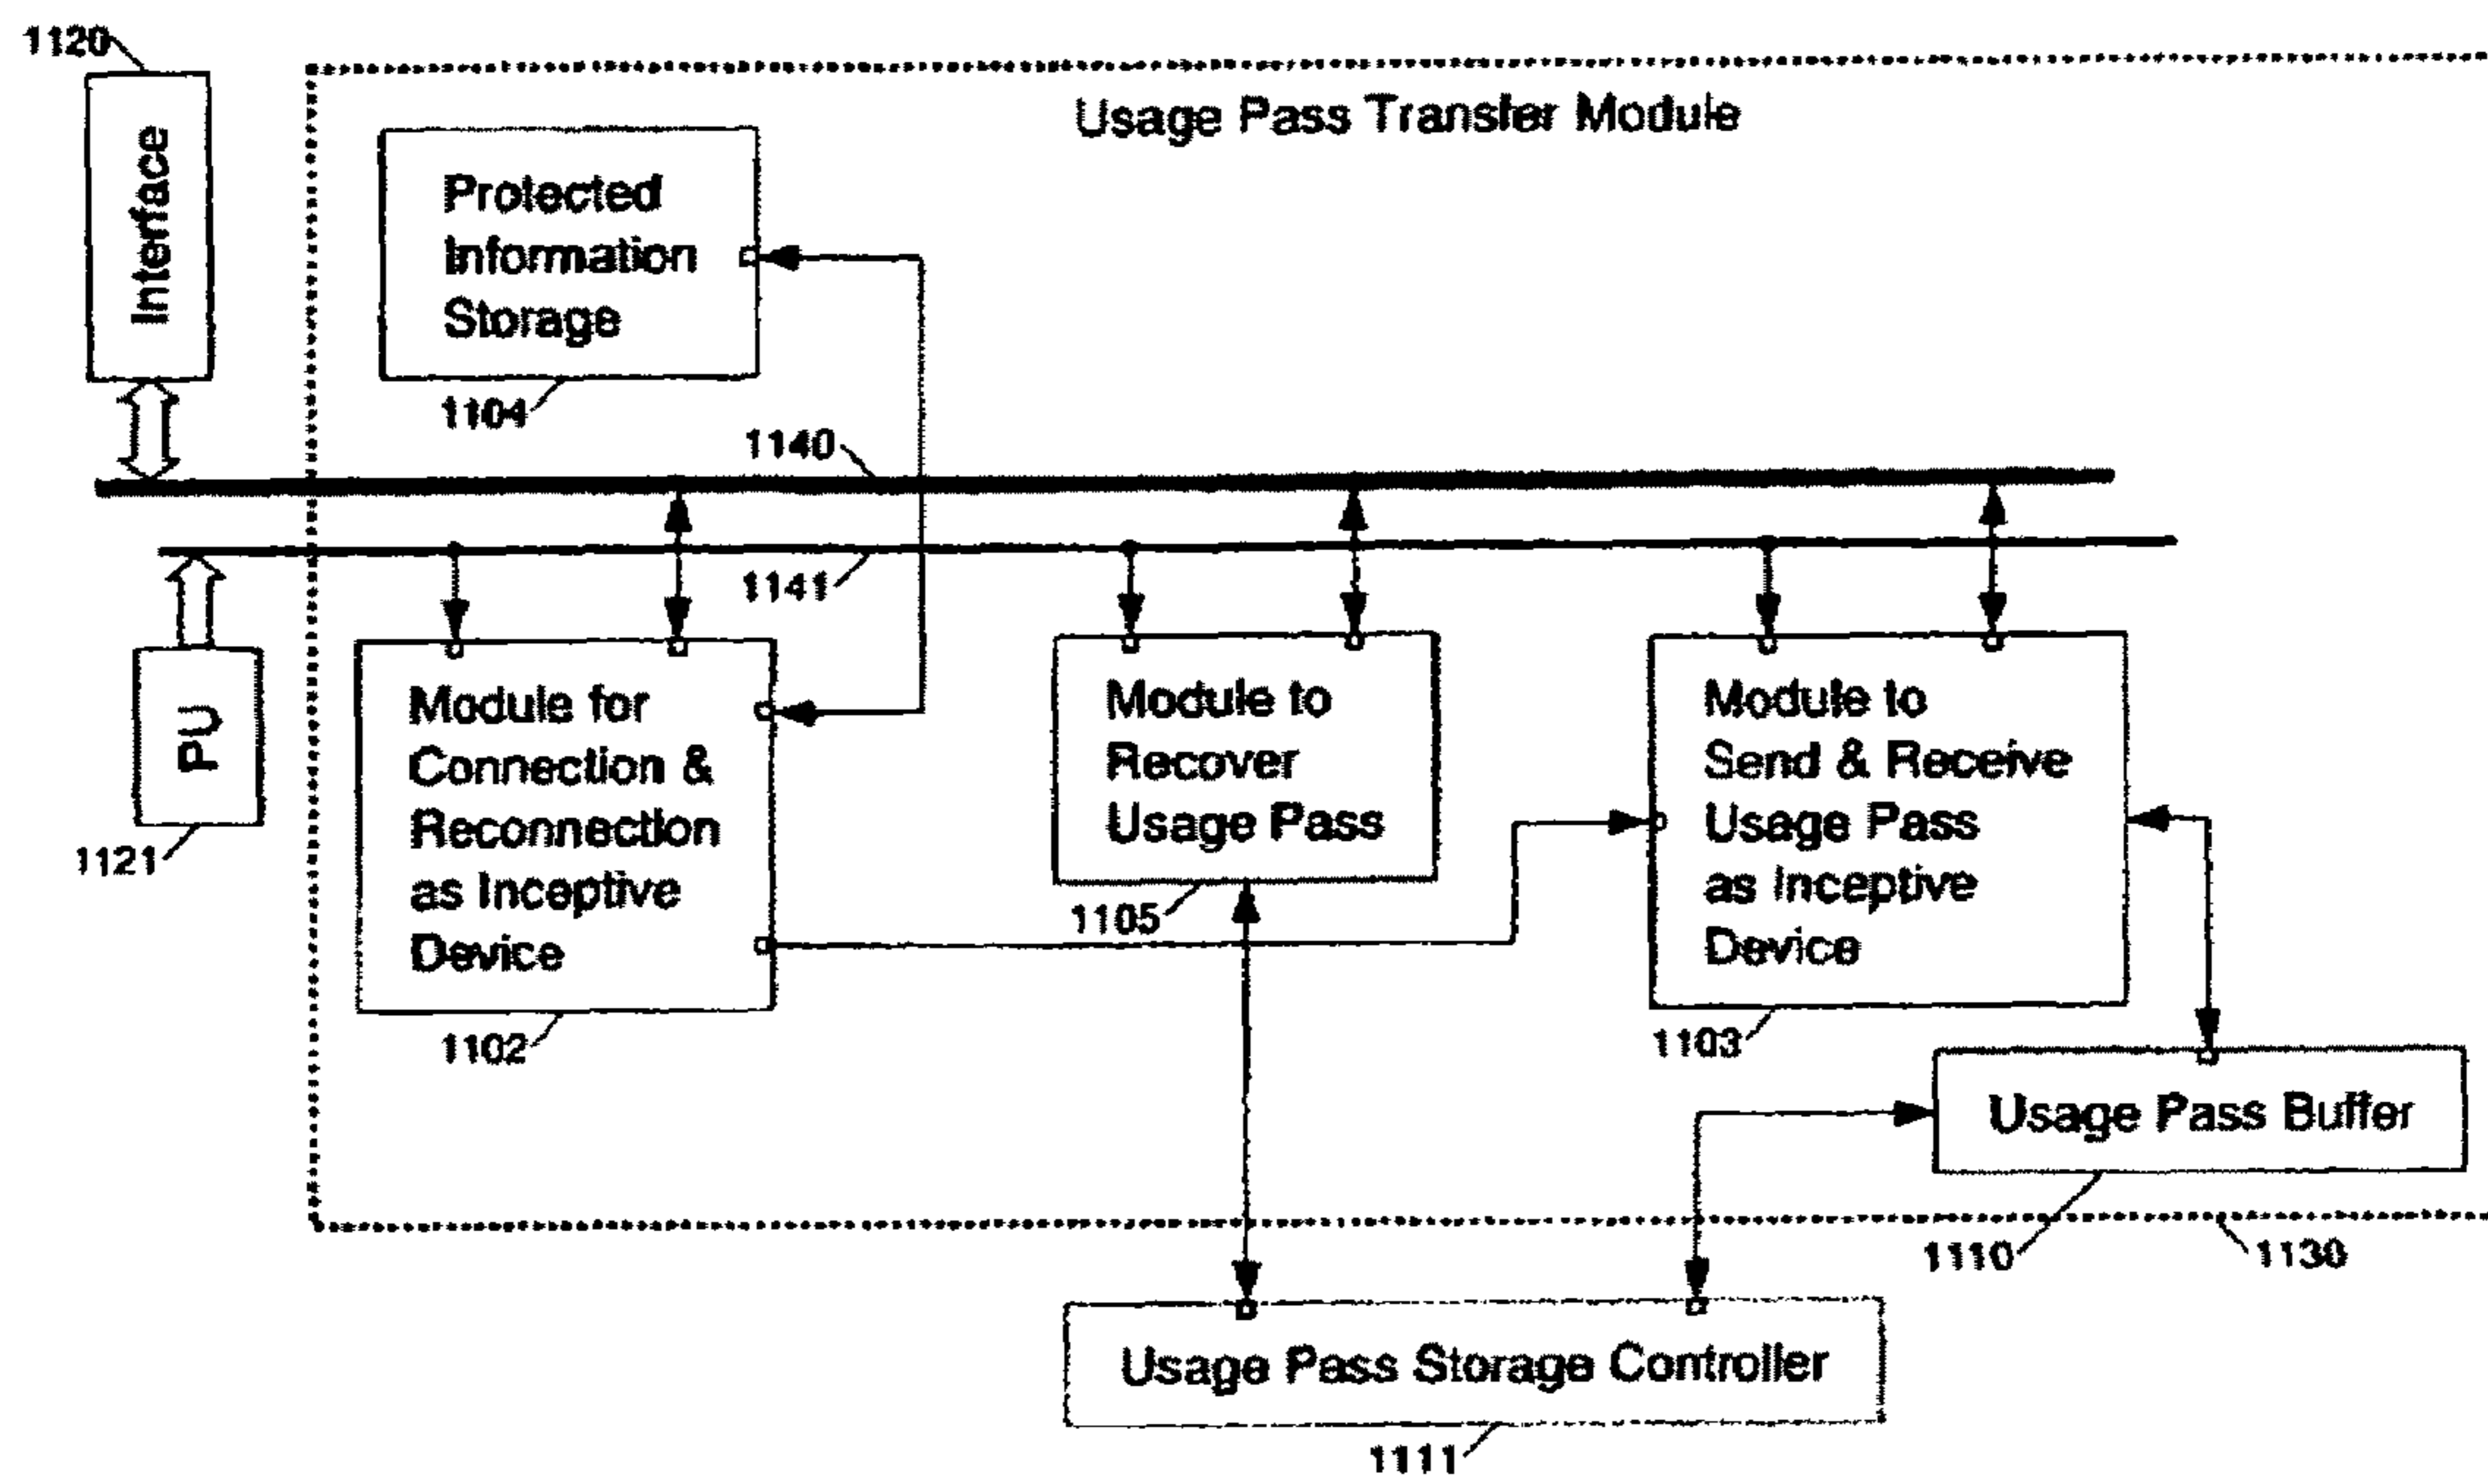 1120
Interface
Usage Pass Transfer Module
Protected
Information
Storage
1104
1140
1141
PU
1121
Module for
Connection &
Reconnection
as Inceptive
Device
1102
Module to
Recover
Usage Pass
1105
Module to
Send & Receive
Usage Pass
as Inceptive
Device
1103
Usage Pass Buffer
1110
1130
Usage Pass Storage Controller
1111